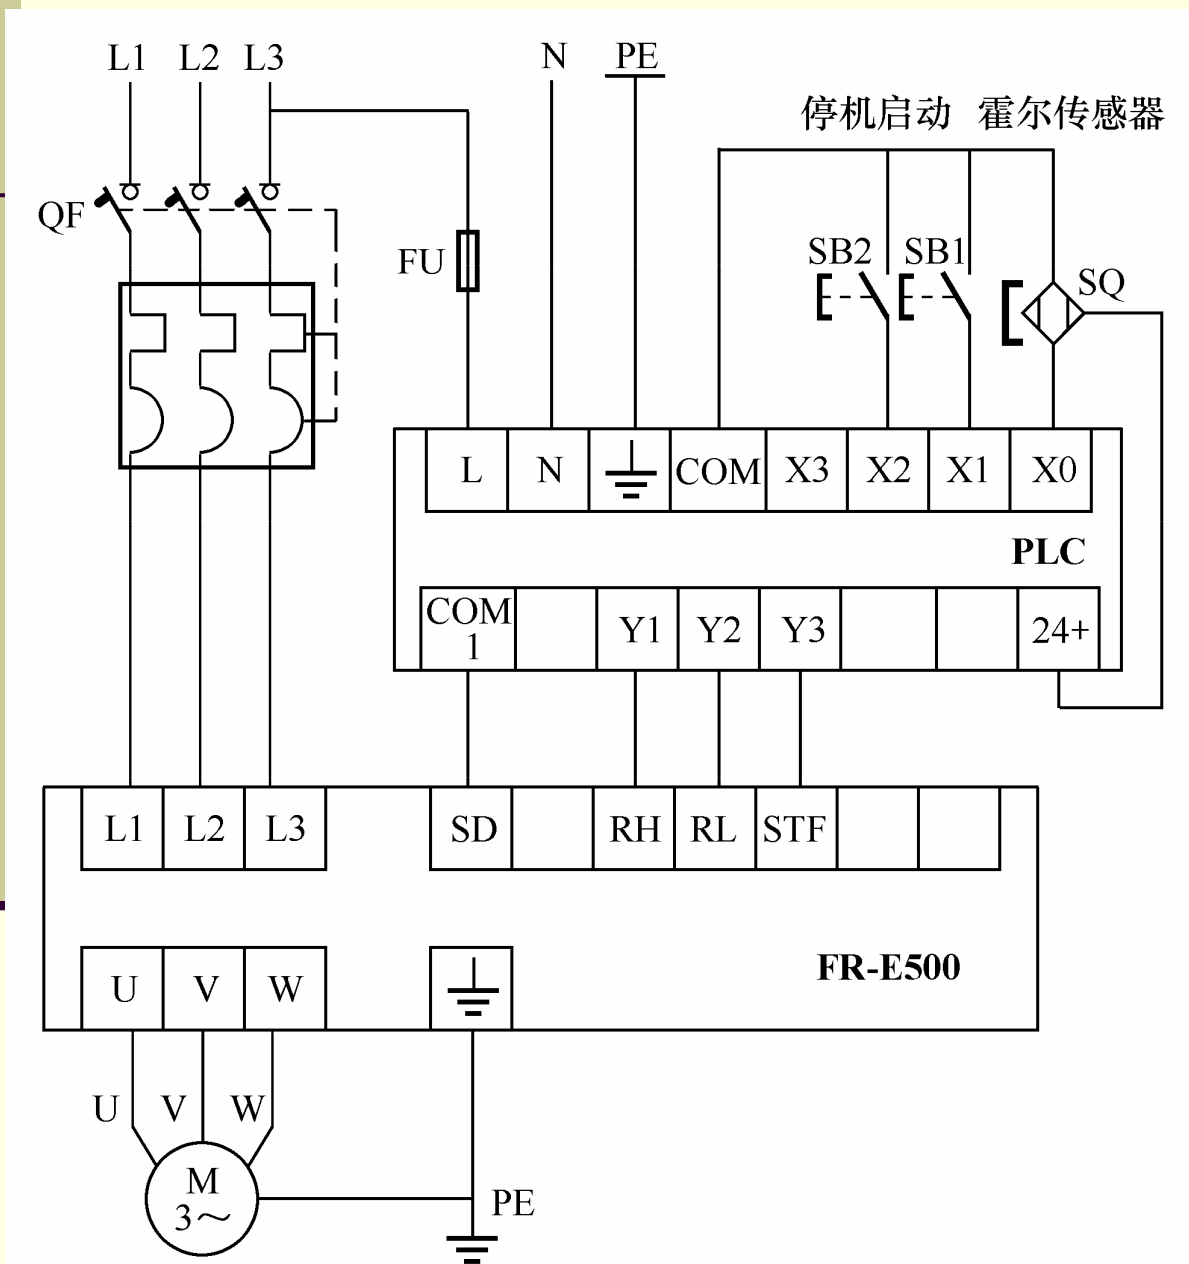 L1 L2 L3 N PE
停机启动 霍尔传感器
QF
FU
SB2 SB1
SQ
L N COM X3 X2 X1 X0
PLC
COM
1
Y1 Y2 Y3 24+
L1 L2 L3 SD RH RL STF
FR-E500
U V W
U V W
M
3～
PE